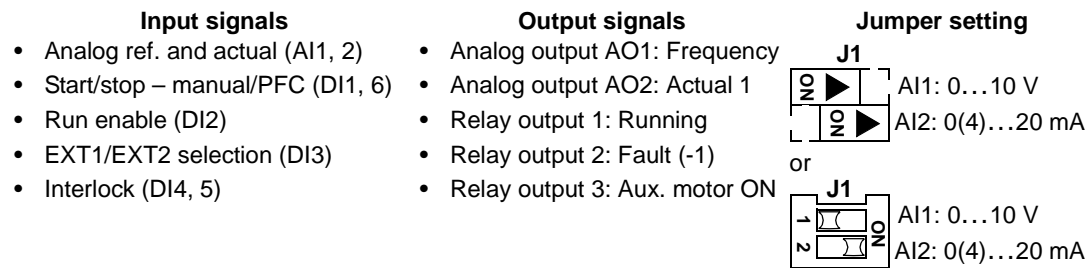 Input signals
• Analog ref. and actual (AI1, 2)
• Start/stop – manual/PFC (DI1, 6)
• Run enable (DI2)
• EXT1/EXT2 selection (DI3)
• Interlock (DI4, 5)
Output signals
• Analog output AO1: Frequency
• Analog output AO2: Actual 1
• Relay output 1: Running
• Relay output 2: Fault (-1)
• Relay output 3: Aux. motor ON
Jumper setting
J1
ON
AI1: 0…10 V
ON
AI2: 0(4)…20 mA
or
J1
1
AI1: 0…10 V
ON
2
AI2: 0(4)…20 mA